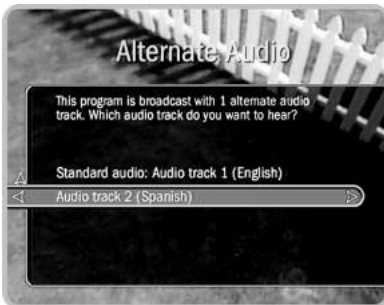 Alternate Audio
This program is broadcast with 1 alternate audio
track. Which audio track do you want to hear?
Standard audio: Audio track 1 (English)
Audio track 2 (Spanish)